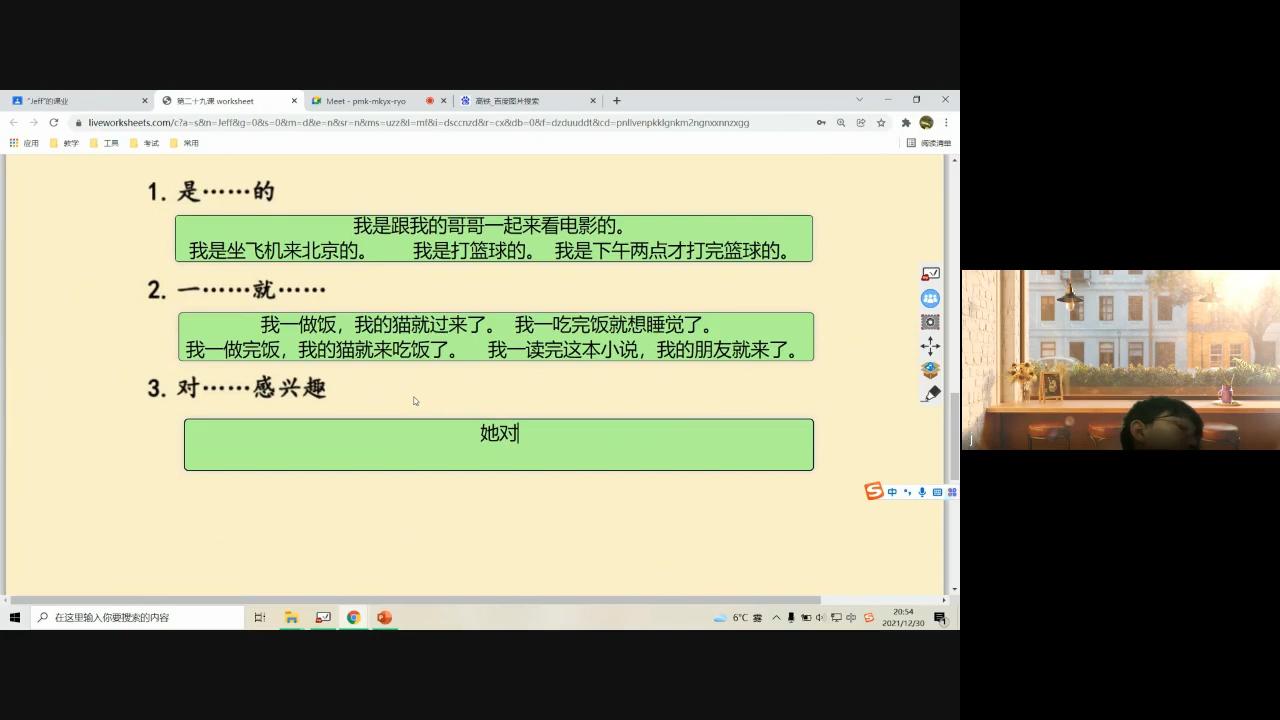 "Jeff"的课业
第二十九课 worksheet
Meet - pmk-mkyx-ryo
高铁_百度图片搜索
liveworksheets.com/c?a=s&n=Jeff&g=0&s=0&m=d&e=n&sr=n&ms=uzz&l=mf&i=dsccnzd&r=cx&db=0&f=dzduuddt&cd=pnllvenpkklgnkm2ngnxxnnzxgg
应用 教学 工具 考试 常用 阅读清单
1. 是……的
我是跟我的哥哥一起来看电影的。
我是坐飞机来北京的。 我是打篮球的。 我是下午两点才打完篮球的。
2. 一……就……
我一做饭，我的猫就过来了。 我一吃完饭就想睡觉了。
我一做完饭，我的猫就来吃饭了。 我一读完这本小说，我的朋友就来了。
3. 对……感兴趣
她对
中
在这里输入你要搜索的内容
6°C 雾
中
20:54
2021/12/30
j